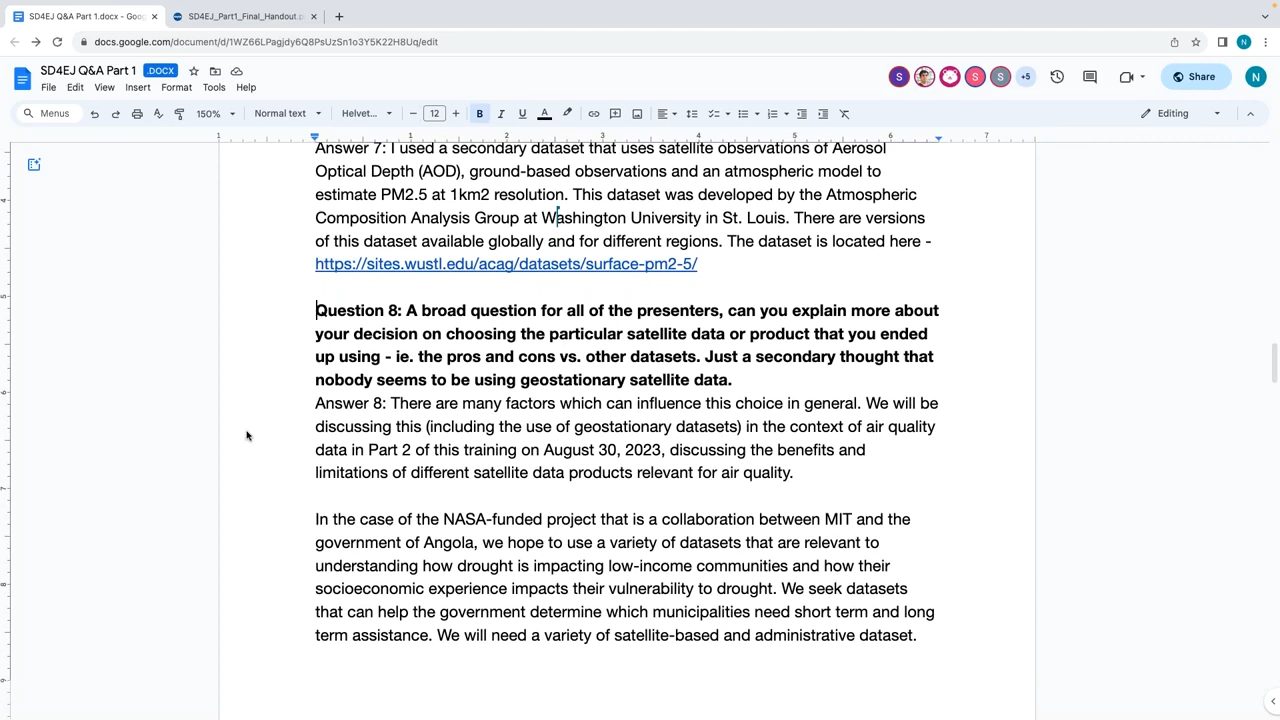 SD4EJ Q&A Part 1.docx - Goog
SD4EJ_Part1_Final_Handout.p
docs.google.com/document/d/1WZ66LPagjdy6Q8PsUzSn1o3Y5K22H8Uq/edit
SD4EJ Q&A Part 1 .DOCX
File Edit View Insert Format Tools Help
S S S +5 Share N
Menus 150% Normal text Helvet... 12 B I U A Editing
1 1 2 3 4 5 6 7
Answer 7: I used a secondary dataset that uses satellite observations of Aerosol
Optical Depth (AOD), ground-based observations and an atmospheric model to
estimate PM2.5 at 1km2 resolution. This dataset was developed by the Atmospheric
Composition Analysis Group at Washington University in St. Louis. There are versions
of this dataset available globally and for different regions. The dataset is located here -
https://sites.wustl.edu/acag/datasets/surface-pm2-5/
Question 8: A broad question for all of the presenters, can you explain more about
your decision on choosing the particular satellite data or product that you ended
up using - ie. the pros and cons vs. other datasets. Just a secondary thought that
nobody seems to be using geostationary satellite data.
Answer 8: There are many factors which can influence this choice in general. We will be
discussing this (including the use of geostationary datasets) in the context of air quality
data in Part 2 of this training on August 30, 2023, discussing the benefits and
limitations of different satellite data products relevant for air quality.
In the case of the NASA-funded project that is a collaboration between MIT and the
government of Angola, we hope to use a variety of datasets that are relevant to
understanding how drought is impacting low-income communities and how their
socioeconomic experience impacts their vulnerability to drought. We seek datasets
that can help the government determine which municipalities need short term and long
term assistance. We will need a variety of satellite-based and administrative dataset.